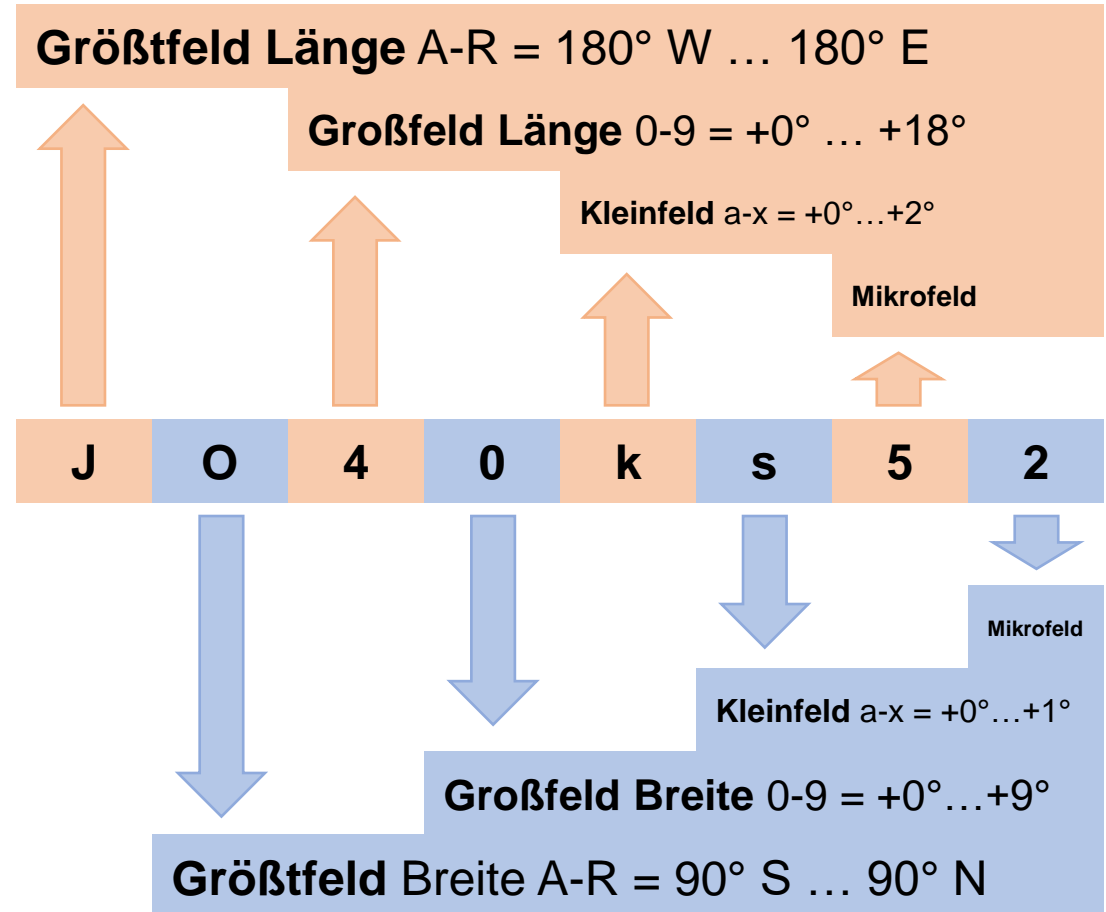 Größtfeld Länge A-R = 180° W … 180° E
Großfeld Länge 0-9 = +0° … +18°
Kleinfeld a-x = +0°…+2°
Mikrofeld
J O 4 0 k s 5 2
Mikrofeld
Kleinfeld a-x = +0°…+1°
Großfeld Breite 0-9 = +0°…+9°
Größtfeld Breite A-R = 90° S … 90° N